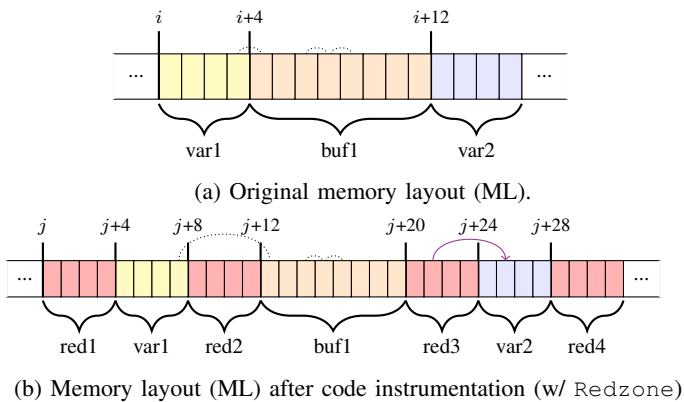 i i+4 i+12
... ...
var1 buf1 var2
(a) Original memory layout (ML).
j j+4 j+8 j+12 j+20 j+24 j+28
... ...
red1 var1 red2 buf1 red3 var2 red4
(b) Memory layout (ML) after code instrumentation (w/ Redzone)